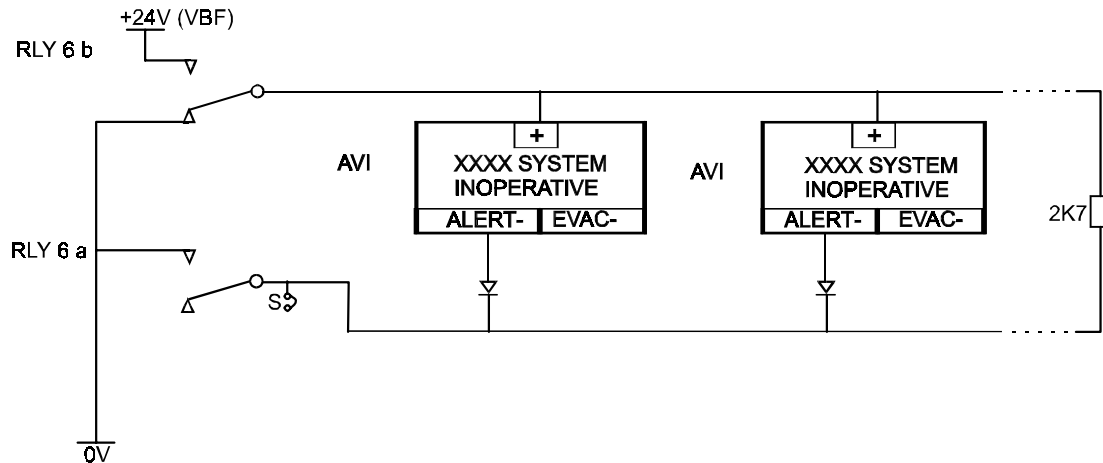 +24V (VBF)
RLY 6 b
AVI
+
XXXX SYSTEM
INOPERATIVE
ALERT- EVAC-
AVI
+
XXXX SYSTEM
INOPERATIVE
ALERT- EVAC-
2K7
RLY 6 a
S
0V